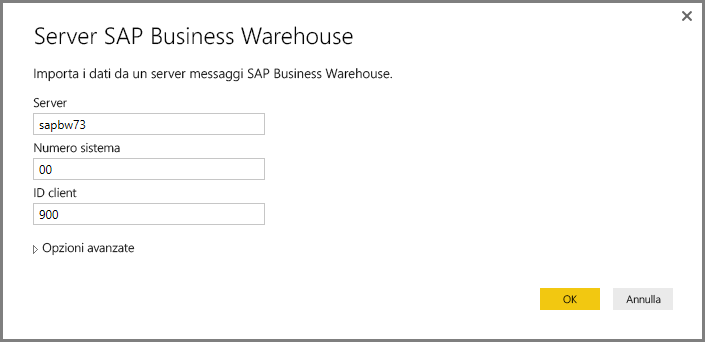 Server SAP Business Warehouse
Importa i dati da un server messaggi SAP Business Warehouse.
Server
sapbw73
Numero sistema
00
ID client
900
Opzioni avanzate
OK
Annulla